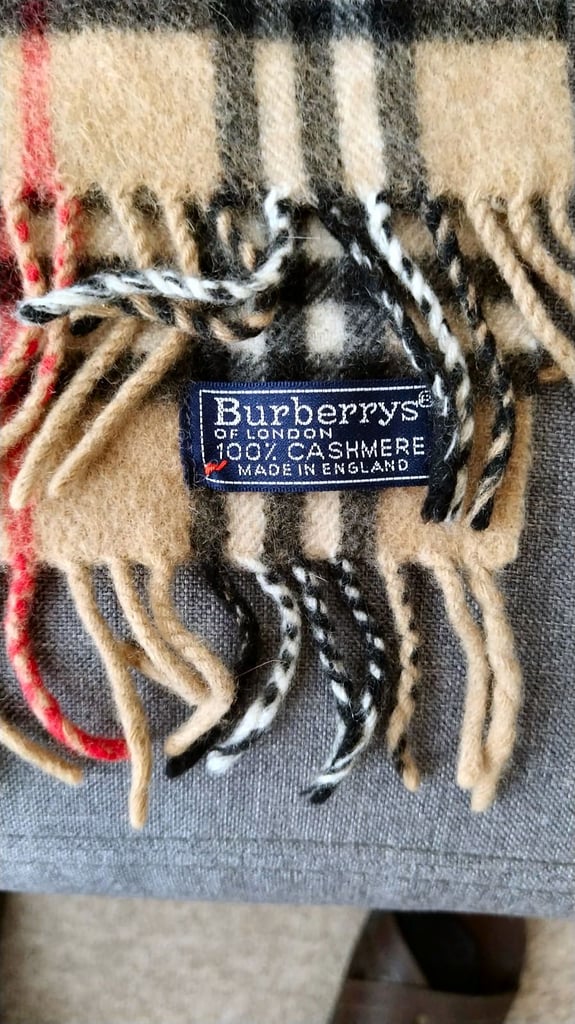 Burberrys®
OF LONDON
100% CASHMERE
MADE IN ENGLAND